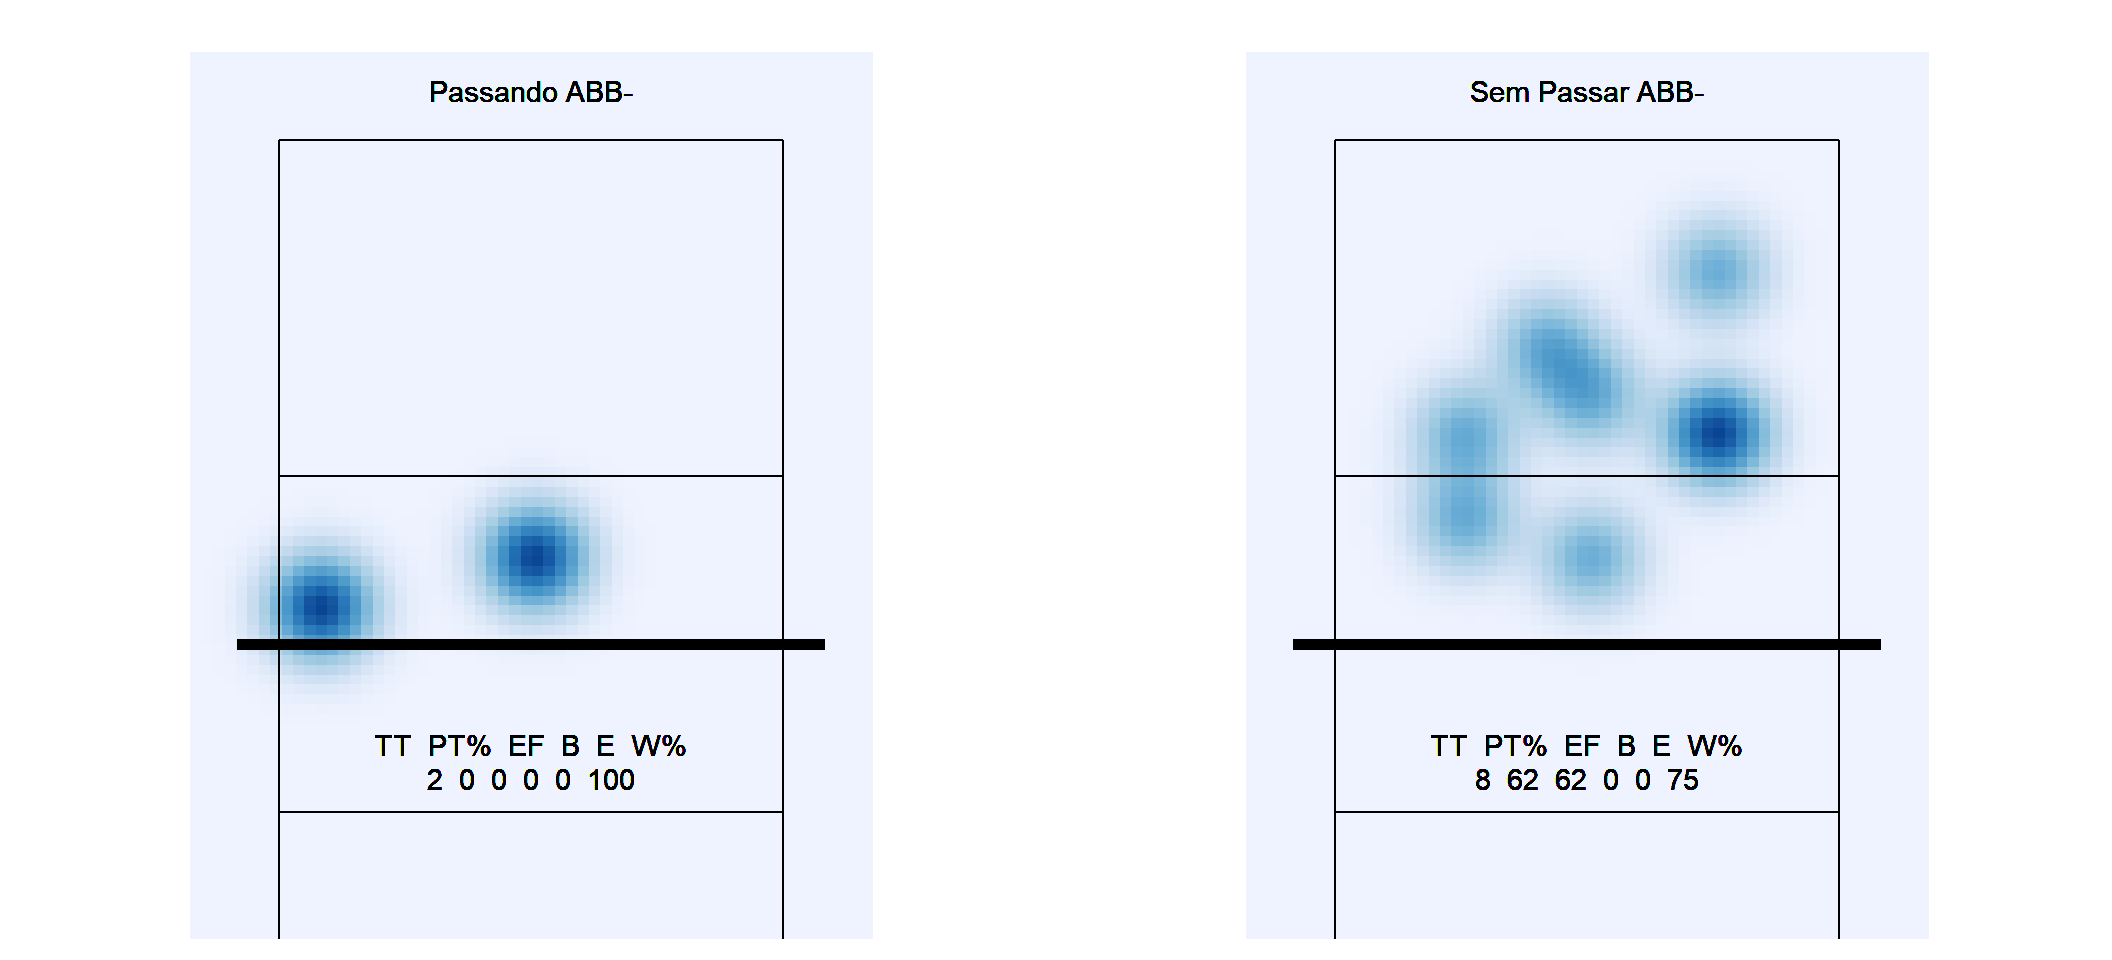 Passando ABB-
TT PT% EF B E W%
2 0 0 0 0 100
Sem Passar ABB-
TT PT% EF B E W%
8 62 62 0 0 75